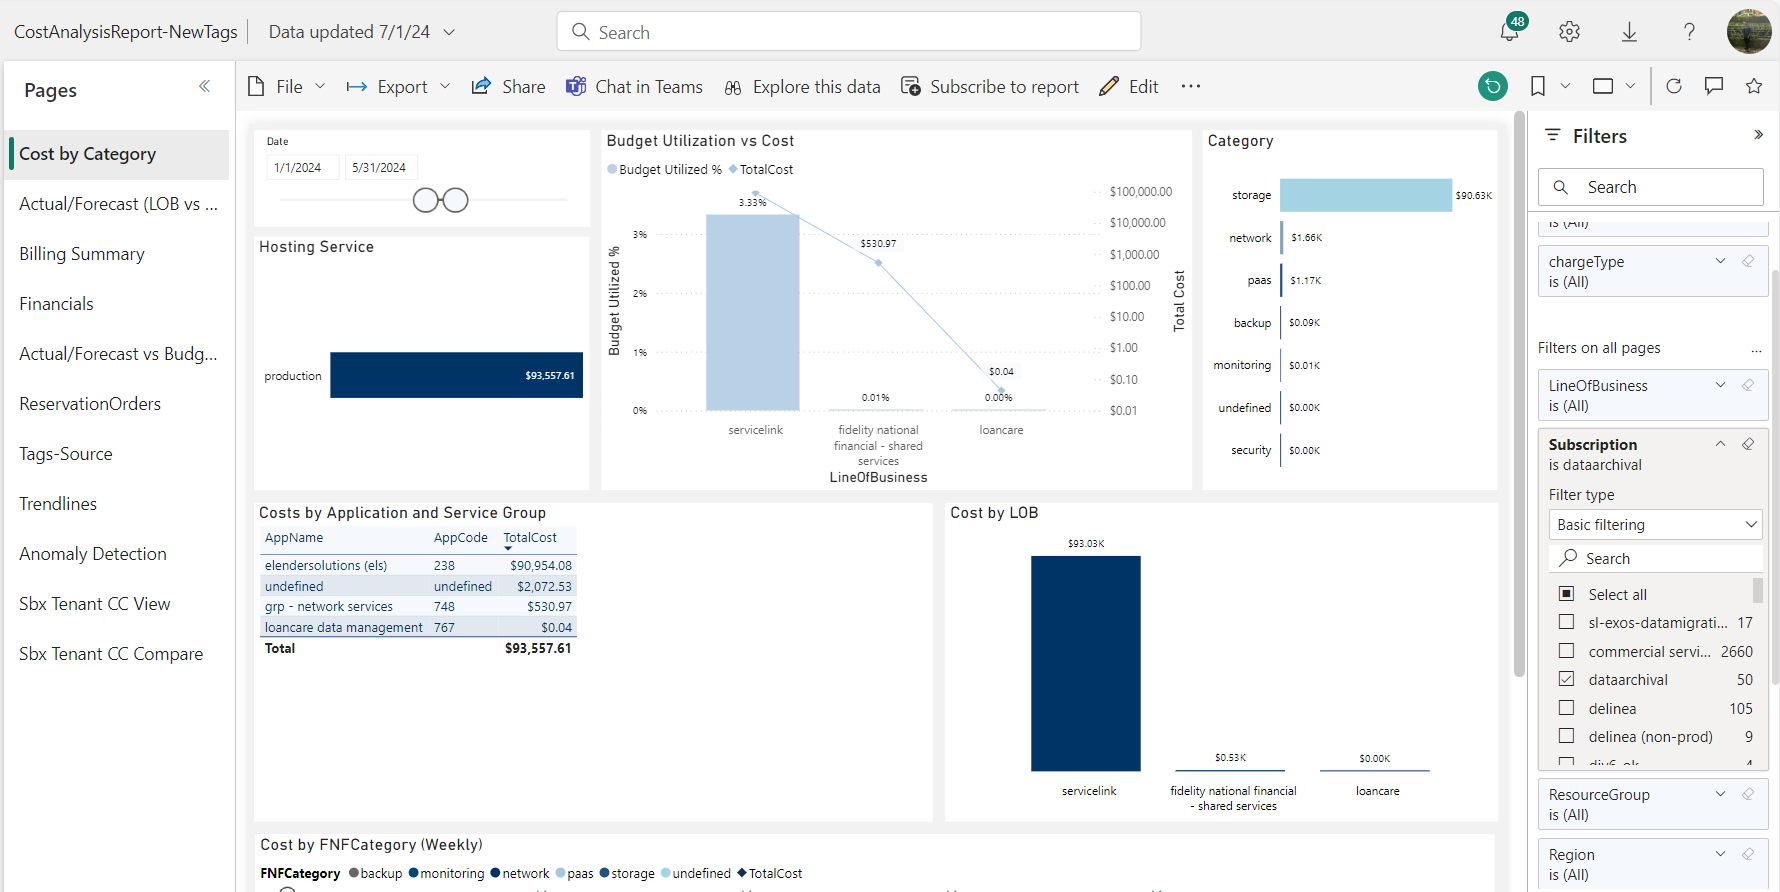 CostAnalysisReport-NewTags
Data updated 7/1/24
Search
48
?
Pages
Cost by Category
Actual/Forecast (LOB vs ...
Billing Summary
Financials
Actual/Forecast vs Budg...
ReservationOrders
Tags-Source
Trendlines
Anomaly Detection
Sbx Tenant CC View
Sbx Tenant CC Compare
File
Export
Share
Chat in Teams
Explore this data
Subscribe to report
Edit
...
Date
1/1/2024
5/31/2024
Hosting Service
production
$93,557.61
Budget Utilization vs Cost
Budget Utilized %
TotalCost
3.33%
$530.97
$0.04
0.01%
0.00%
3%
2%
1%
0%
Budget Utilized %
$100,000.00
$10,000.00
$1,000.00
$100.00
$10.00
$1.00
$0.10
$0.01
Total Cost
servicelink
fidelity national
financial - shared
services
loancare
LineOfBusiness
Category
storage $90.63K
network $1.66K
paas $1.17K
backup $0.09K
monitoring $0.01K
undefined $0.00K
security $0.00K
Costs by Application and Service Group
AppName AppCode TotalCost
elendersolutions (els) 238 $90,954.08
undefined undefined $2,072.53
grp - network services 748 $530.97
loancare data management 767 $0.04
Total $93,557.61
Cost by LOB
$93.03K
$0.53K
$0.00K
servicelink
fidelity national financial
- shared services
loancare
Cost by FNFCategory (Weekly)
FNFCategory backup monitoring network paas storage undefined TotalCost
Filters
Search
is (All)
chargeType
is (All)
Filters on all pages
...
LineOfBusiness
is (All)
Subscription
is dataarchival
Filter type
Basic filtering
Search
Select all
sl-exos-datamigrati... 17
commercial servi... 2660
dataarchival 50
delinea 105
delinea (non-prod) 9
ResourceGroup
is (All)
Region
is (All)